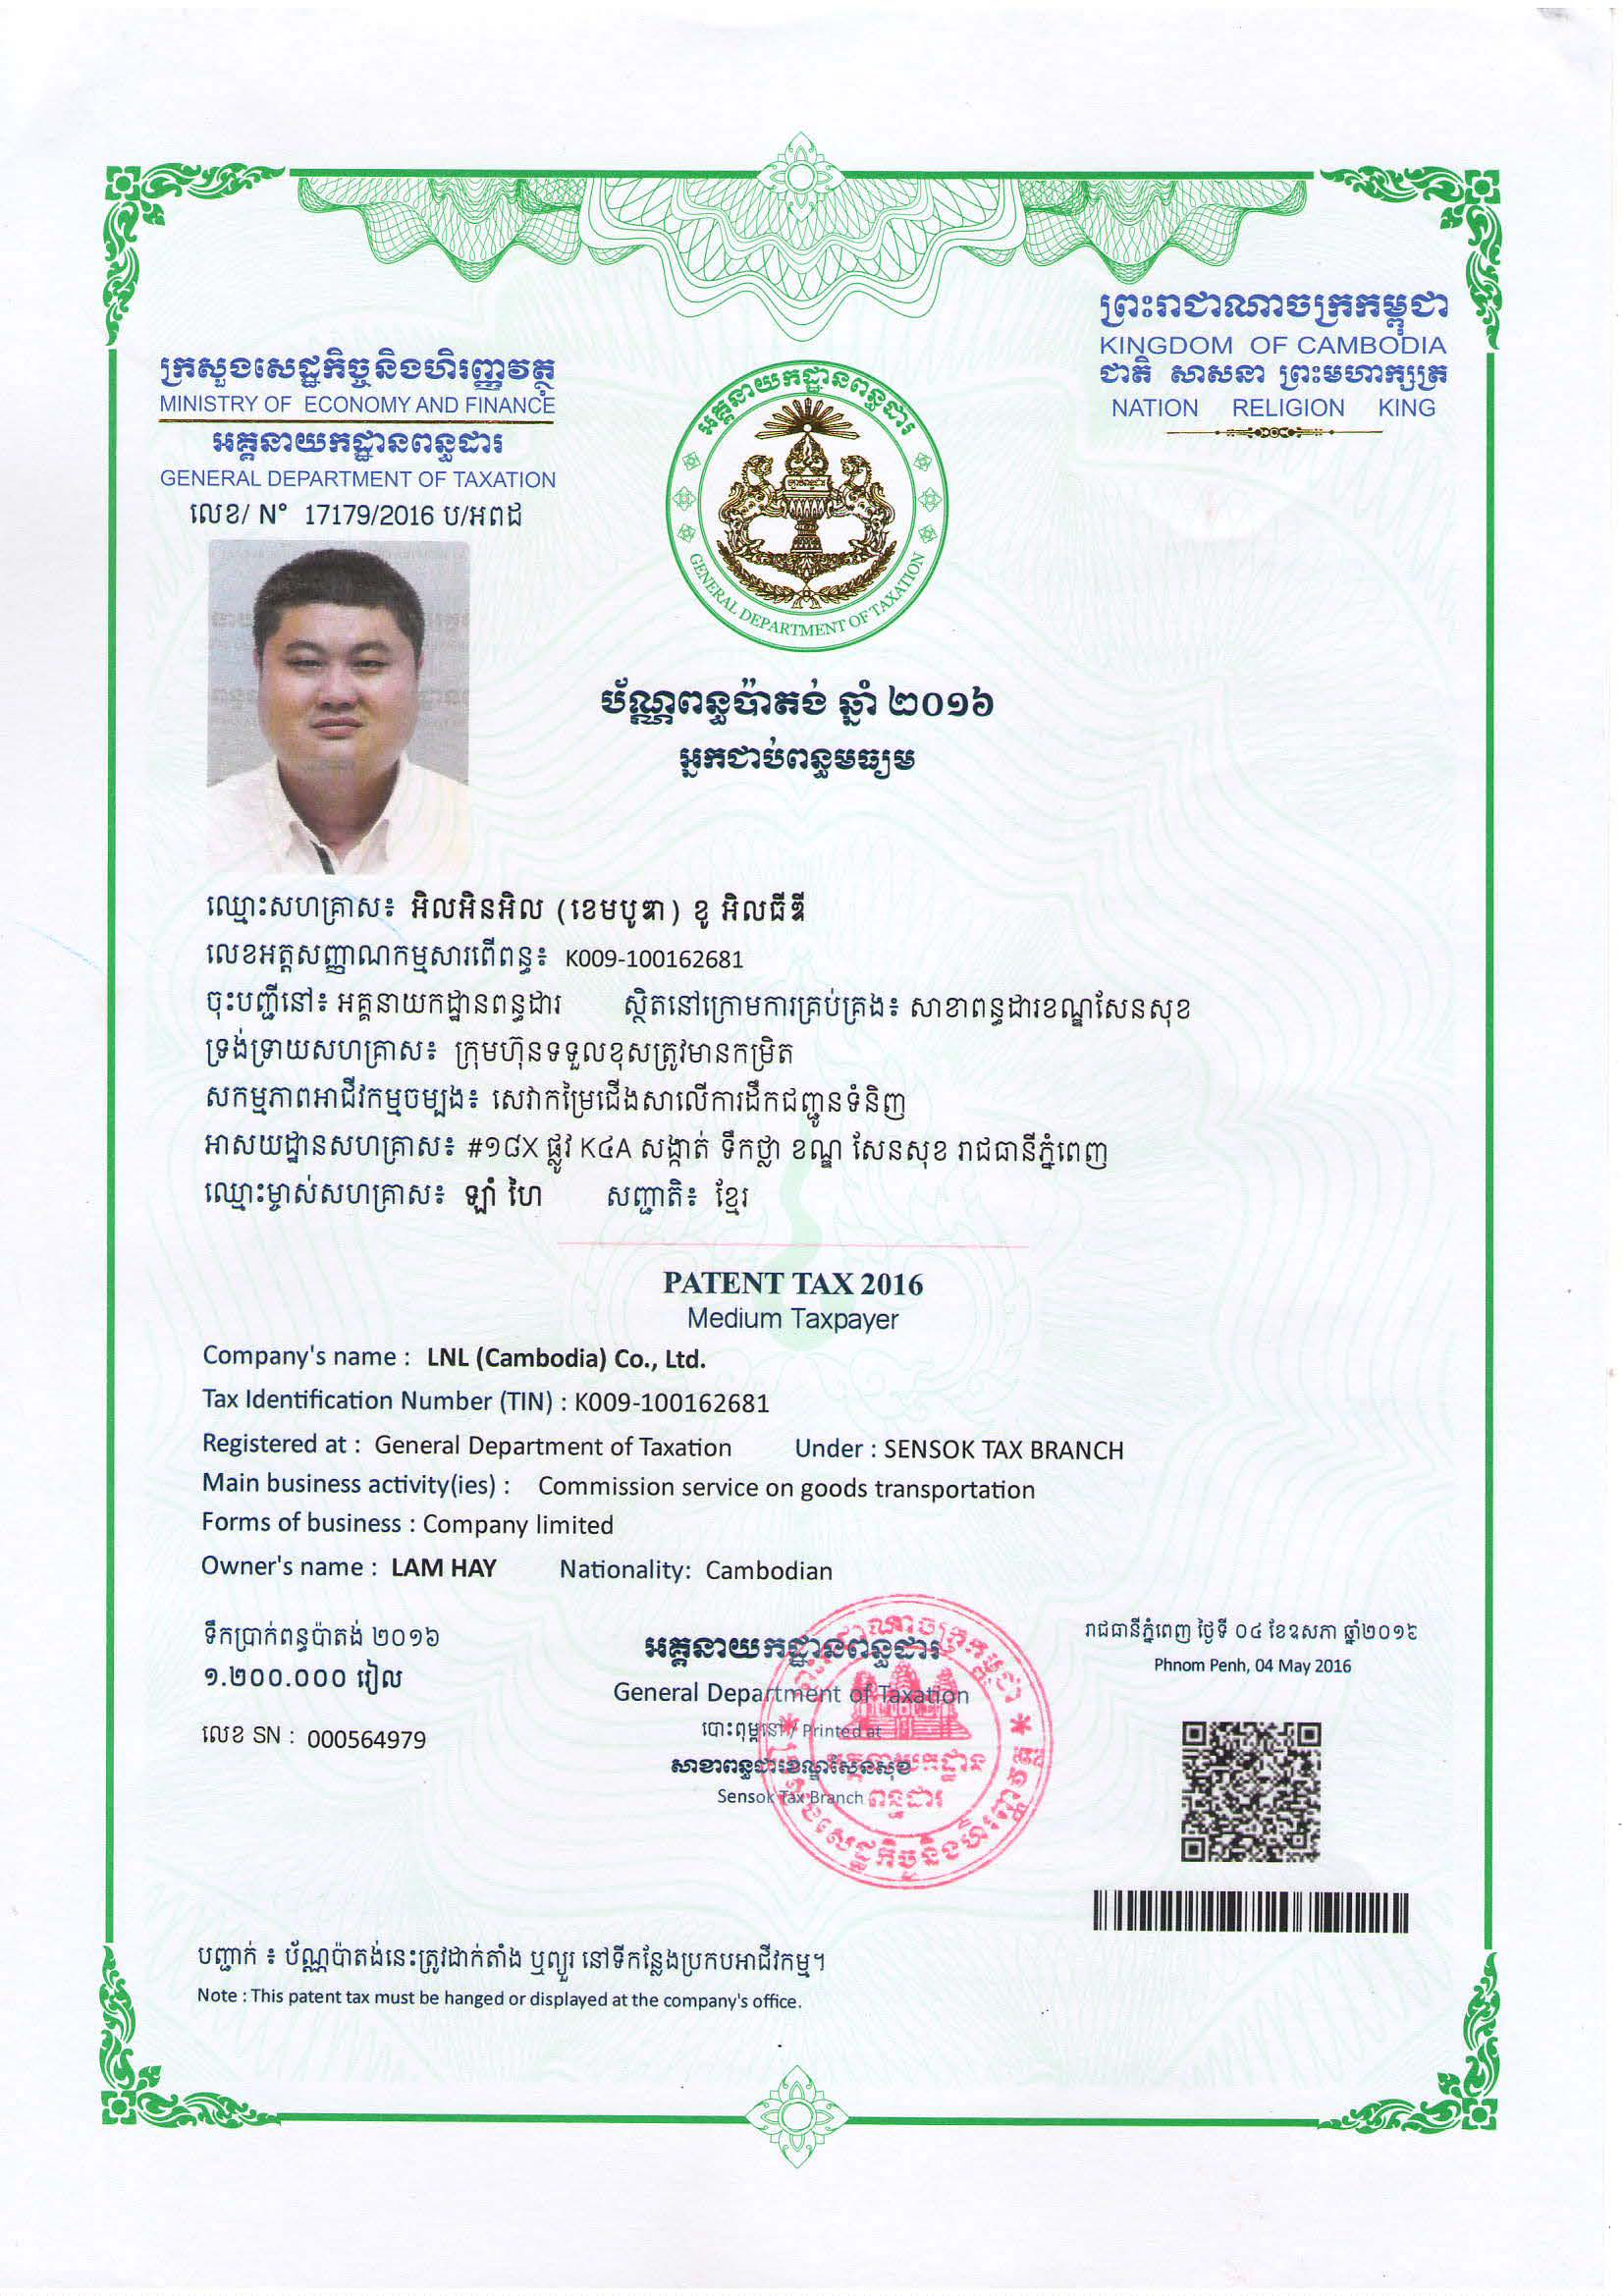 ព្រះរាជាណាចក្រកម្ពុជា
KINGDOM OF CAMBODIA
ជាតិ សាសនា ព្រះមហាក្សត្រ
NATION RELIGION KING
ក្រសួងសេដ្ឋកិច្ចនិងហិរញ្ញវត្ថុ
MINISTRY OF ECONOMY AND FINANCE
អគ្គនាយកដ្ឋានពន្ធដារ
GENERAL DEPARTMENT OF TAXATION
លេខ/ N° 17179/2016 ប/អពដ
អគ្គនាយកដ្ឋានពន្ធដារ
GENERAL DEPARTMENT OF TAXATION
ប័ណ្ណពន្ធប៉ាតង់ ឆ្នាំ ២០១៦
អ្នកជាប់ពន្ធមធ្យម
ឈ្មោះសហគ្រាស៖ អិលអិនអិល (ខេមបូឌា) ខូ អិលធីឌី
លេខអត្តសញ្ញាណកម្មសារពើពន្ធ៖ K009-100162681
ចុះបញ្ជីនៅ៖ អគ្គនាយកដ្ឋានពន្ធដារ ស្ថិតនៅក្រោមការគ្រប់គ្រង៖ សាខាពន្ធដារខណ្ឌសែនសុខ
ទ្រង់ទ្រាយសហគ្រាស៖ ក្រុមហ៊ុនទទួលខុសត្រូវមានកម្រិត
សកម្មភាពអាជីវកម្មចម្បង៖ សេវាកម្រៃជើងសាលើការដឹកជញ្ជូនទំនិញ
អាសយដ្ឋានសហគ្រាស៖ #១៨X ផ្លូវ K៤A សង្កាត់ ទឹកថ្លា ខណ្ឌ សែនសុខ រាជធានីភ្នំពេញ
ឈ្មោះម្ចាស់សហគ្រាស៖ ឡាំ ហៃ សញ្ជាតិ៖ ខ្មែរ
PATENT TAX 2016
Medium Taxpayer
Company's name : LNL (Cambodia) Co., Ltd.
Tax Identification Number (TIN) : K009-100162681
Registered at : General Department of Taxation Under : SENSOK TAX BRANCH
Main business activity(ies) : Commission service on goods transportation
Forms of business : Company limited
Owner's name : LAM HAY Nationality: Cambodian
ទឹកប្រាក់ពន្ធប៉ាតង់ ២០១៦
១.២០០.០០០ រៀល
លេខ SN : 000564979
អគ្គនាយកដ្ឋានពន្ធដារ
General Department of Taxation
បោះពុម្ពនៅ / Printed at
សាខាពន្ធដារខណ្ឌសែនសុខ
Sensok Tax Branch
រាជធានីភ្នំពេញ ថ្ងៃទី ០៤ ខែឧសភា ឆ្នាំ២០១៦
Phnom Penh, 04 May 2016
បញ្ជាក់ ៖ ប័ណ្ណប៉ាតង់នេះត្រូវដាក់តាំង ឬព្យួរ នៅទីកន្លែងប្រកបអាជីវកម្ម។
Note : This patent tax must be hanged or displayed at the company's office.